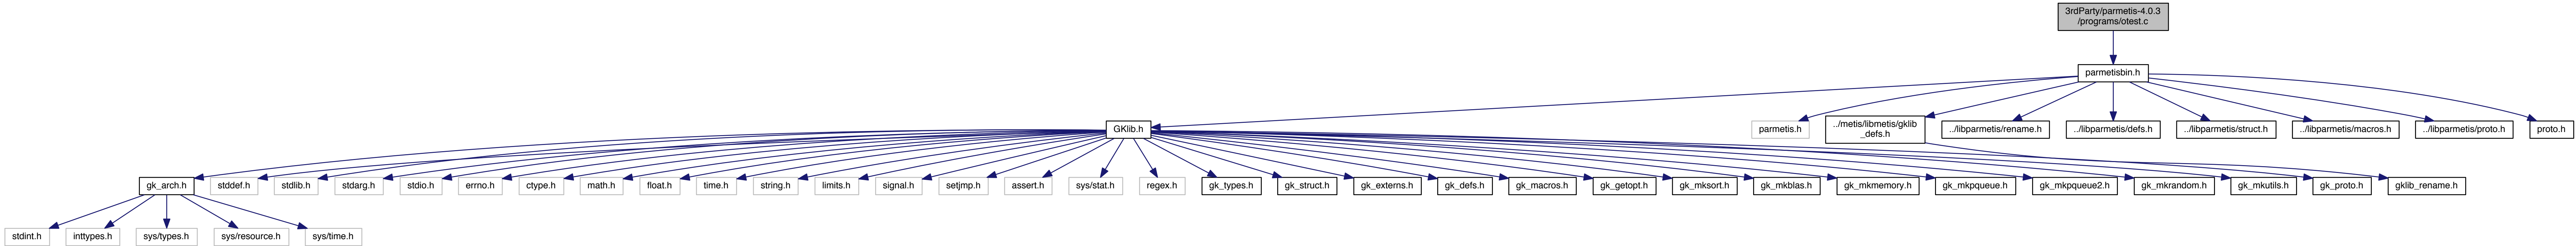 3rdParty/parmetis-4.0.3
/programs/otest.c
parmetisbin.h
GKlib.h
parmetis.h
../metis/libmetis/gklib
_defs.h
../libparmetis/rename.h
../libparmetis/defs.h
../libparmetis/struct.h
../libparmetis/macros.h
../libparmetis/proto.h
proto.h
gk_arch.h
stddef.h
stdlib.h
stdarg.h
stdio.h
errno.h
ctype.h
math.h
float.h
time.h
string.h
limits.h
signal.h
setjmp.h
assert.h
sys/stat.h
regex.h
gk_types.h
gk_struct.h
gk_externs.h
gk_defs.h
gk_macros.h
gk_getopt.h
gk_mksort.h
gk_mkblas.h
gk_mkmemory.h
gk_mkpqueue.h
gk_mkpqueue2.h
gk_mkrandom.h
gk_mkutils.h
gk_proto.h
gklib_rename.h
stdint.h
inttypes.h
sys/types.h
sys/resource.h
sys/time.h